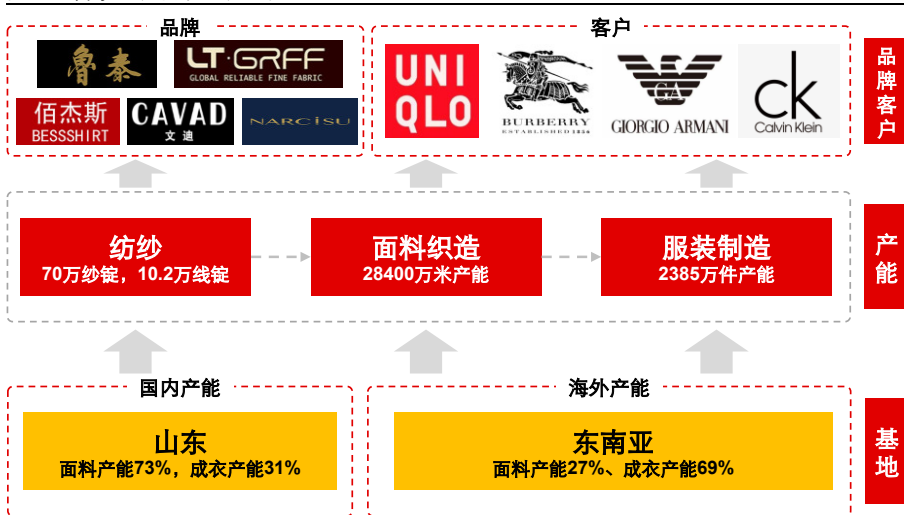 品牌
客户
魯泰
LT·GRFF
GLOBAL RELIABLE FINE FABRIC
佰杰斯
BESSSHIRT
CAVAD
文迪
NARCISU
UNI
QLO
BURBERRY
ESTABLISHED 1856
GA
GIORGIO ARMANI
ck
Calvin Klein
品牌客户
纺纱
70万纱锭，10.2万线锭
面料织造
28400万米产能
服装制造
2385万件产能
产能
国内产能
海外产能
山东
面料产能73%，成衣产能31%
东南亚
面料产能27%、成衣产能69%
基地